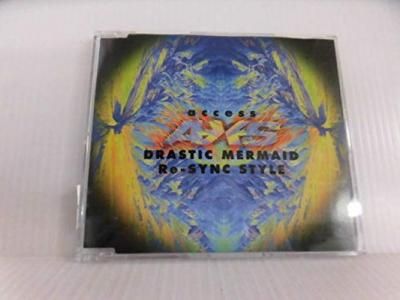 access
AXS
DRASTIC MERMAID
Re-SYNC STYLE